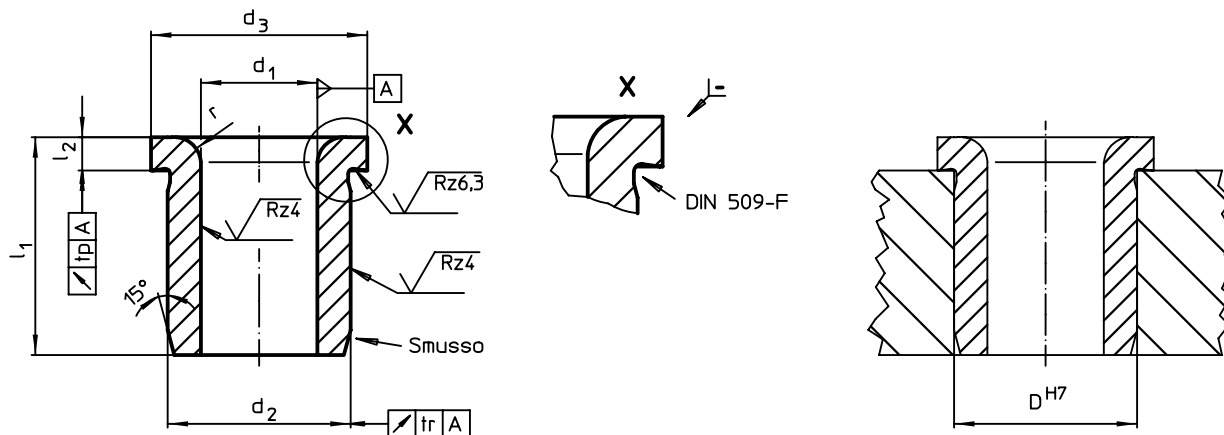 d3
d1
A
r
X
l2
Rz6,3
Rz4
l1
tp A
15°
Rz4
Smusso
d2
tr A
X
DIN 509-F
D H7